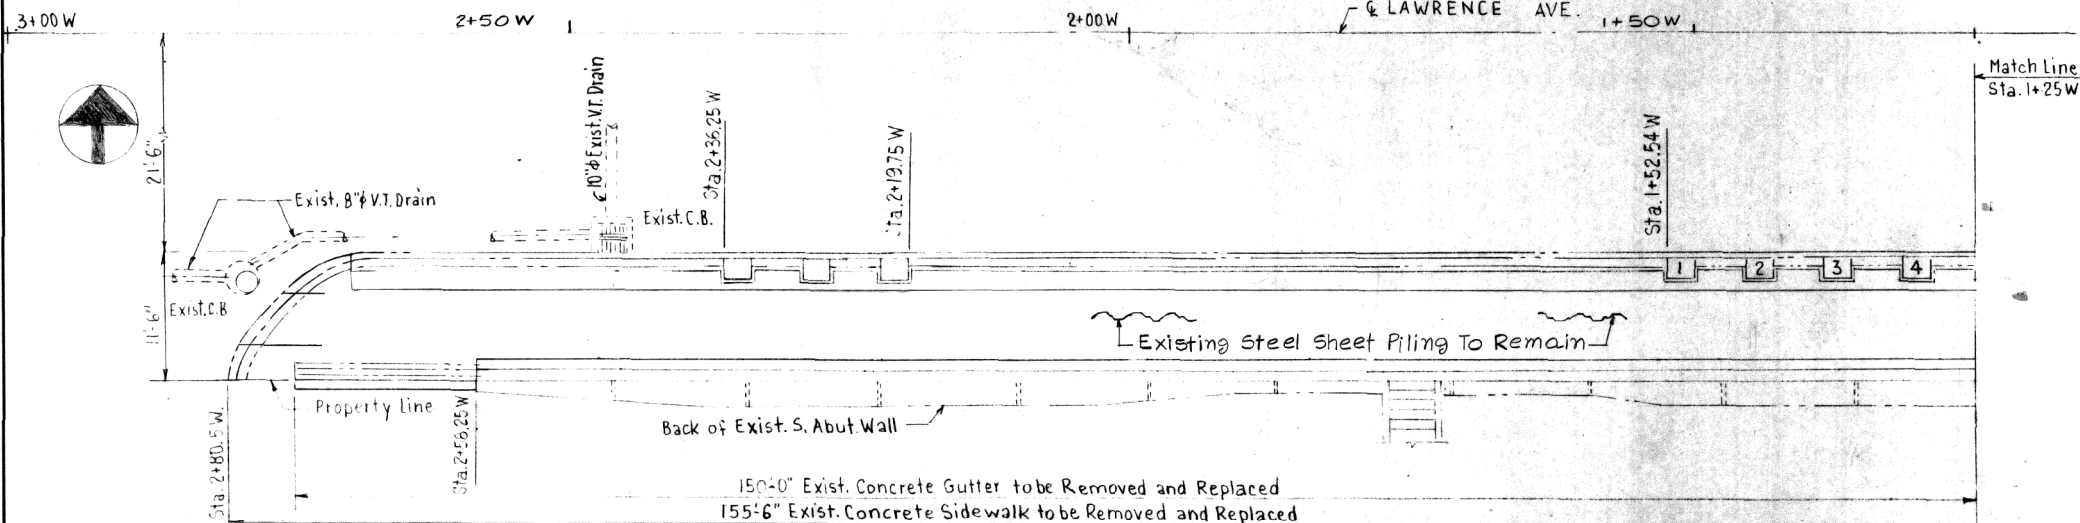 3+00 W
2+50 W
2+00 W
℄ LAWRENCE AVE.
1+50 W
Match Line
Sta. 1+25 W
21'-6"
11'-6"
Exist. 8"φ V.T. Drain
10"φ Exist. V.T. Drain
Exist. C.B.
Sta. 2+36.25 W
Sta. 2+19.75 W
Sta. 1+52.54 W
1 2 3 4
Exist. C.B
Existing Steel Sheet Piling To Remain
Property Line
Back of Exist. S. Abut. Wall
Sta. 2+80.5 W.
Sta. 2+58.25 W
150'-0" Exist. Concrete Gutter to be Removed and Replaced
155'-6" Exist. Concrete Sidewalk to be Removed and Replaced